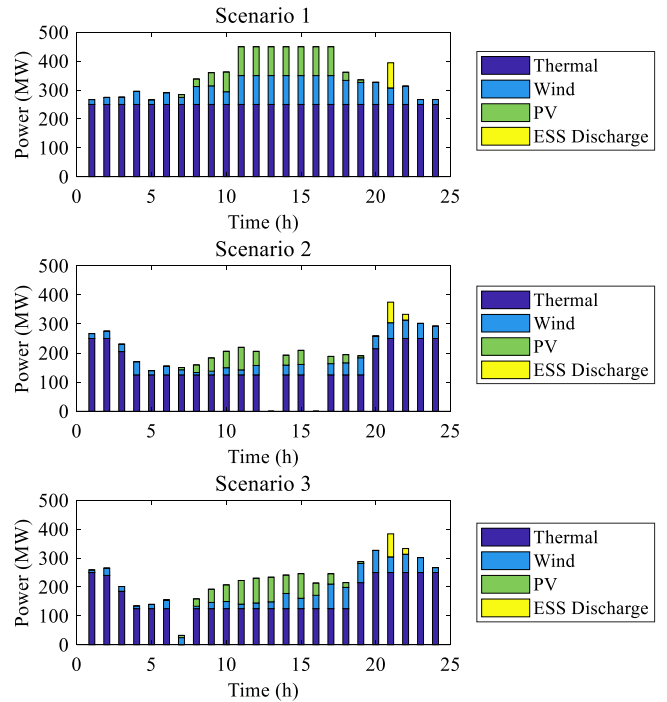 Scenario 1
500
400
300
200
100
0
Power (MW)
0 5 10 15 20 25
Time (h)
Thermal
Wind
PV
ESS Discharge
Scenario 2
500
400
300
200
100
0
Power (MW)
0 5 10 15 20 25
Time (h)
Thermal
Wind
PV
ESS Discharge
Scenario 3
500
400
300
200
100
0
Power (MW)
0 5 10 15 20 25
Time (h)
Thermal
Wind
PV
ESS Discharge